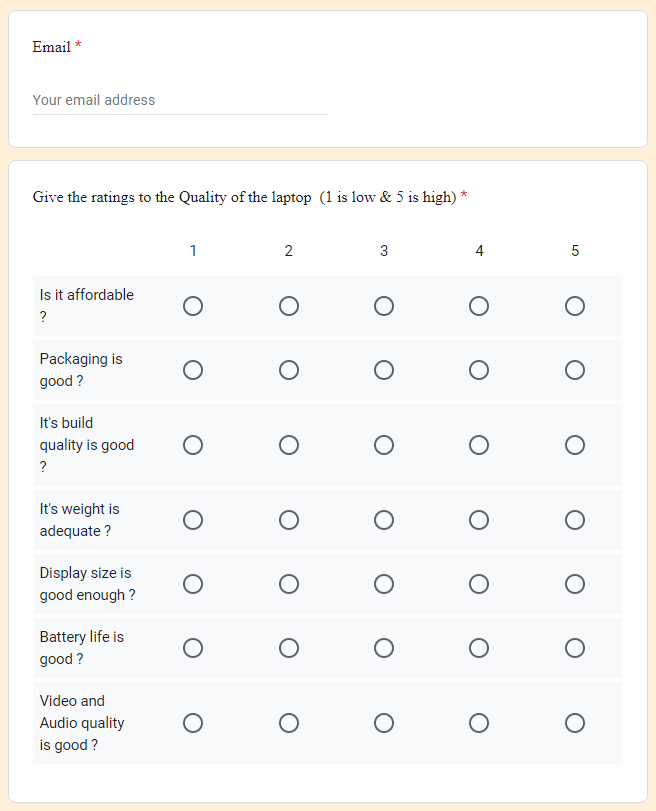 Email *
Your email address
Give the ratings to the Quality of the laptop  (1 is low & 5 is high) *
1 2 3 4 5
Is it affordable
?
Packaging is
good ?
It's build
quality is good
?
It's weight is
adequate ?
Display size is
good enough ?
Battery life is
good ?
Video and
Audio quality
is good ?